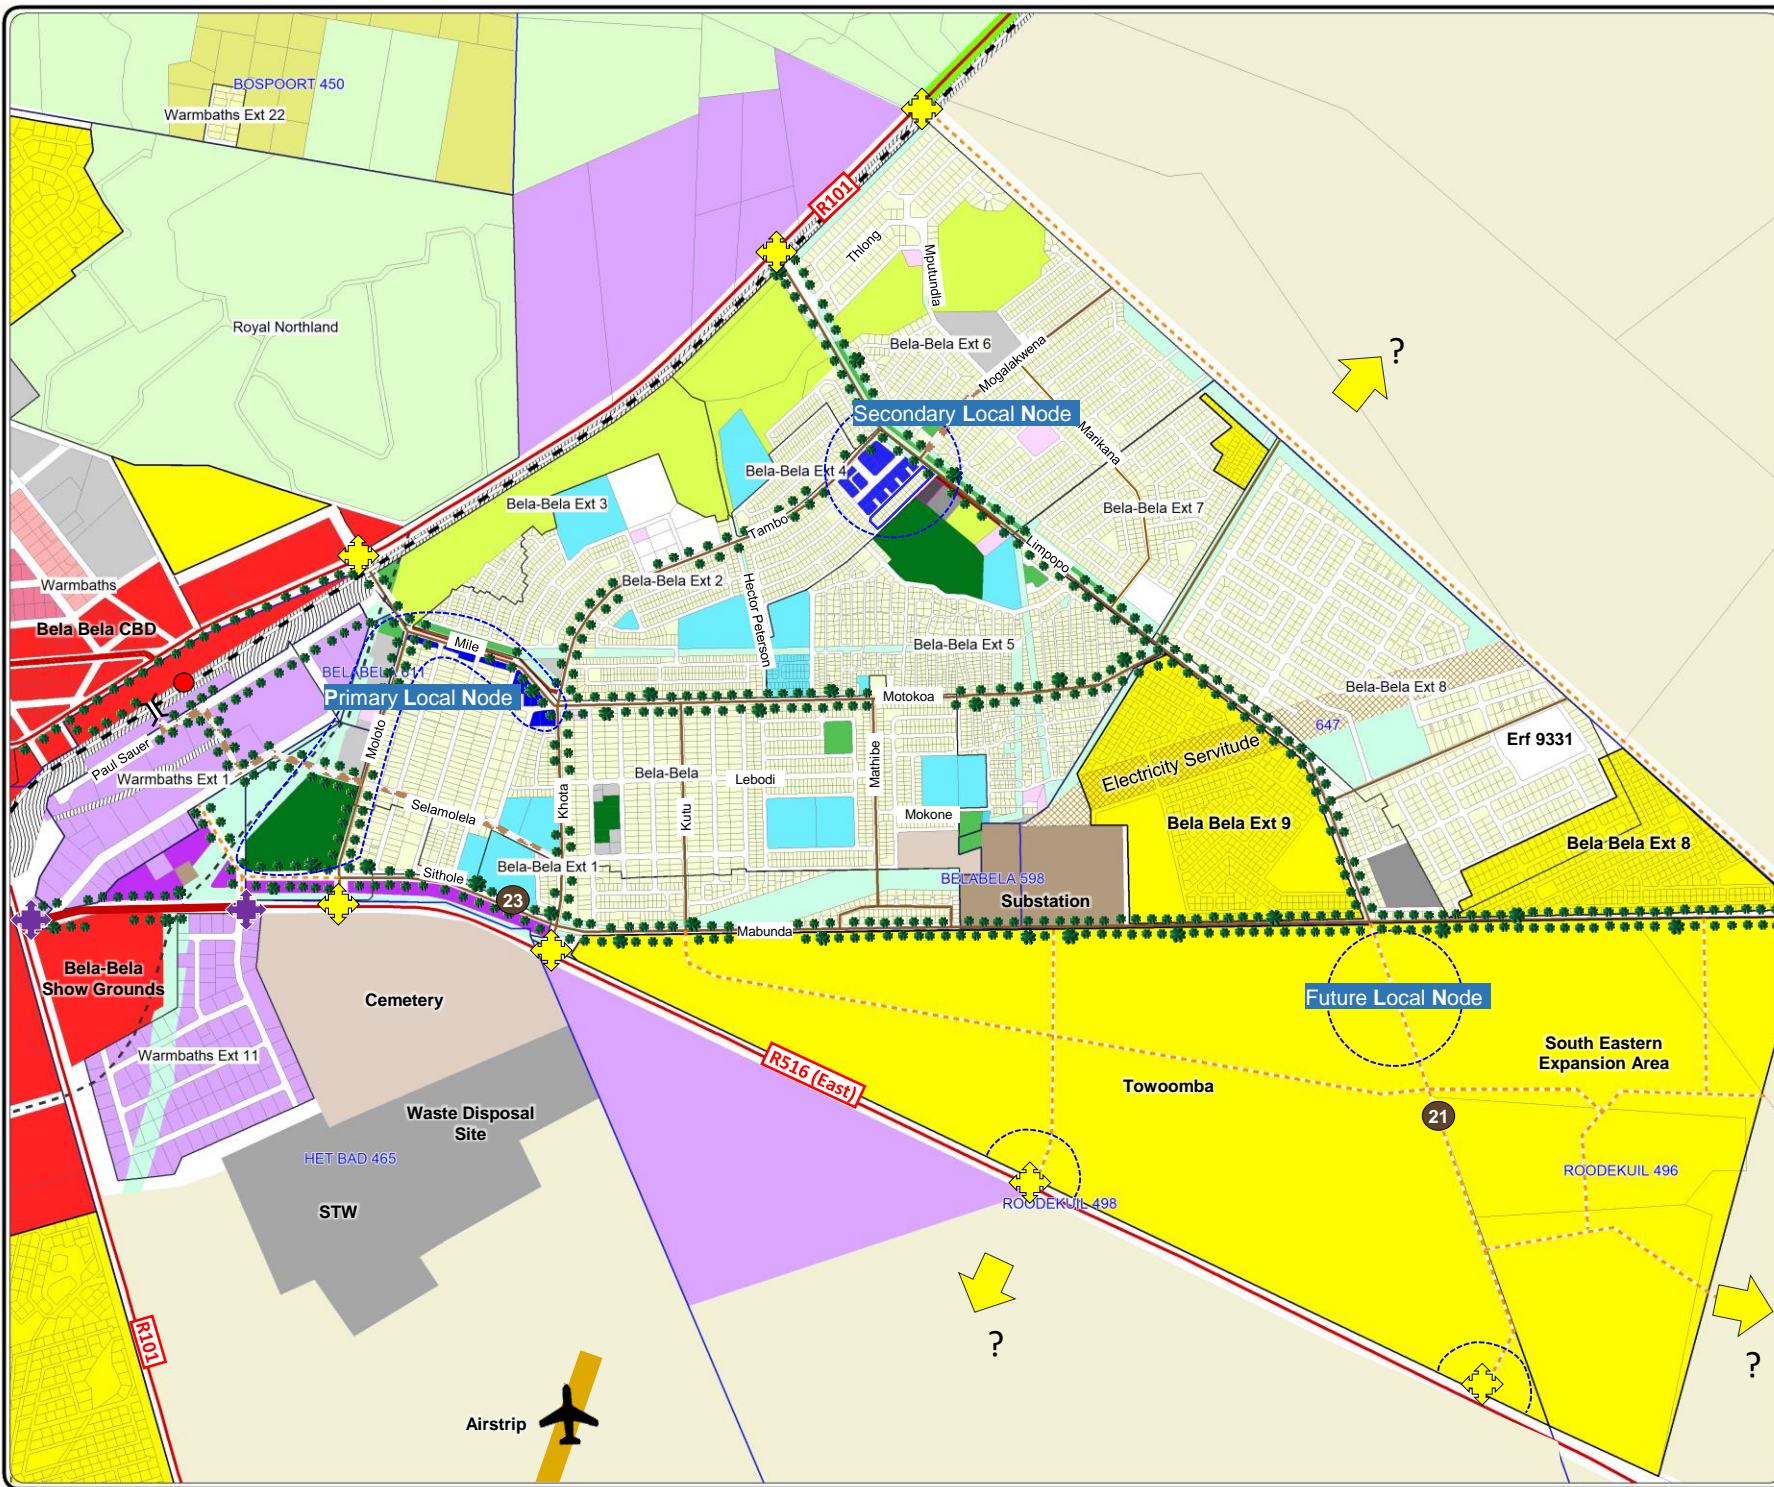 BOSPOORT 450
Warmbaths Ext 22
R101
Thlong
Mputundla
Royal Northland
Bela-Bela Ext 6
Mogalakwena
?
Secondary Local Node
Marikana
Bela-Bela Ext 4
Bela-Bela Ext 3
Bela-Bela Ext 7
Tambo
Limpopo
Warmbaths
Bela-Bela Ext 2
Hector Peterson
Bela Bela CBD
Mile
Bela-Bela Ext 5
BELABELA 611
Primary Local Node
Motokoa
Bela-Bela Ext 8
647
Moloto
Paul Sauer
Erf 9331
Electricity Servitude
Warmbaths Ext 1
Bela-Bela
Lebodi
Mathibe
Khota
Kutu
Selamolela
Mokone
Bela Bela Ext 9
Bela Bela Ext 8
Bela-Bela Ext 1
Sithole
BELABELA 598
23
Substation
Mabunda
Bela-Bela
Show Grounds
Cemetery
Future Local Node
Warmbaths Ext 11
R516 (East)
Towoomba
South Eastern
Expansion Area
Waste Disposal
Site
21
HET BAD 465
ROODEKUIL 496
STW
ROODEKUIL 498
R101
?
?
Airstrip